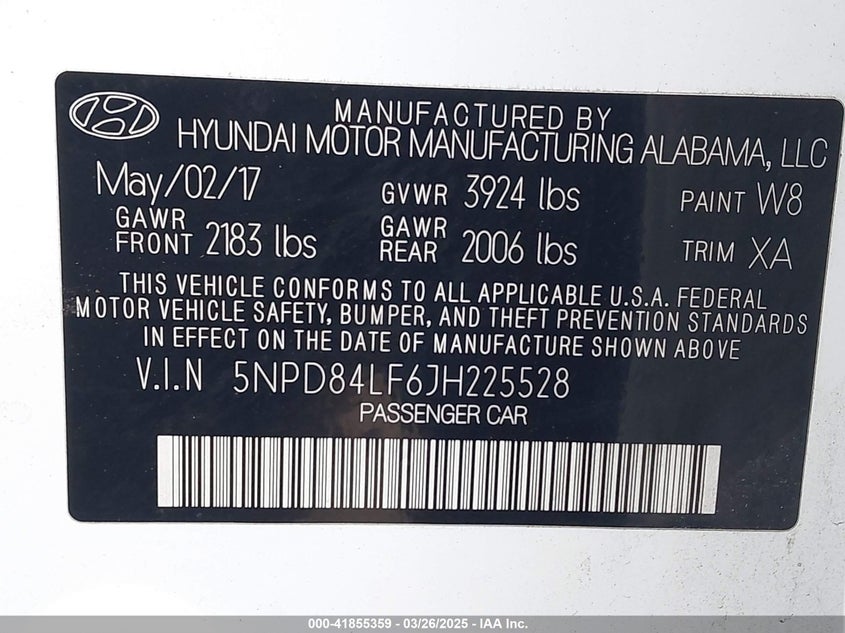 MANUFACTURED BY
HYUNDAI MOTOR MANUFACTURING ALABAMA, LLC
May/02/17 GVWR 3924 lbs PAINT W8
GAWR FRONT 2183 lbs GAWR REAR 2006 lbs TRIM XA
THIS VEHICLE CONFORMS TO ALL APPLICABLE U.S.A. FEDERAL
MOTOR VEHICLE SAFETY, BUMPER, AND THEFT PREVENTION STANDARDS
IN EFFECT ON THE DATE OF MANUFACTURE SHOWN ABOVE
V.I.N 5NPD84LF6JH225528
PASSENGER CAR
000-41855359 - 03/26/2025 - IAA Inc.